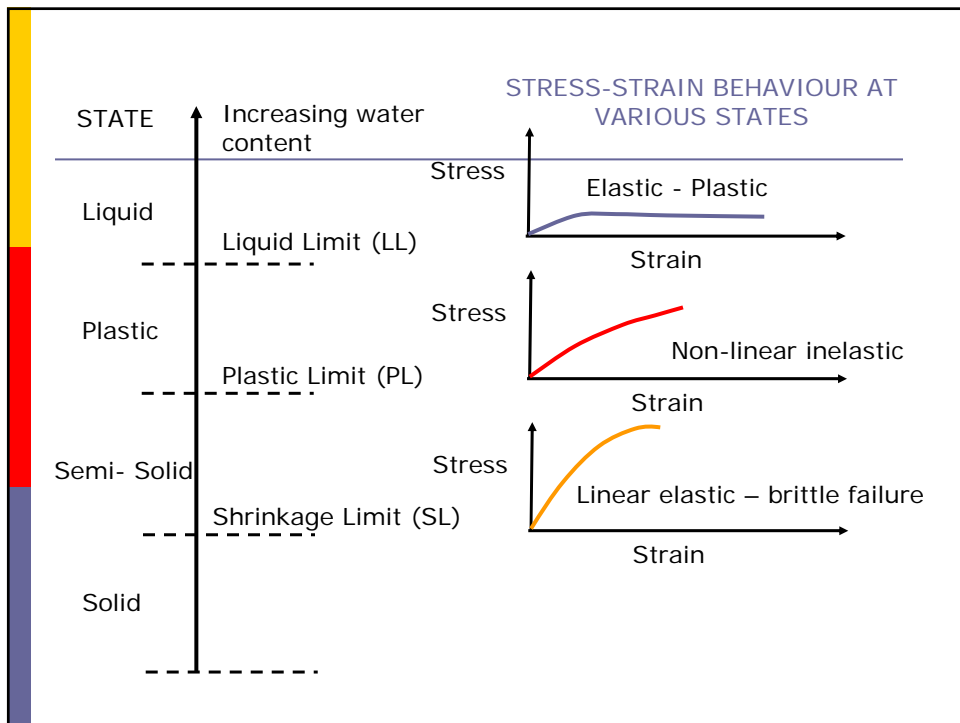 STATE
Increasing water
content
Liquid
Liquid Limit (LL)
Plastic
Plastic Limit (PL)
Semi- Solid
Shrinkage Limit (SL)
Solid
STRESS-STRAIN BEHAVIOUR AT
VARIOUS STATES
Stress
Elastic - Plastic
Strain
Stress
Non-linear inelastic
Strain
Stress
Linear elastic – brittle failure
Strain